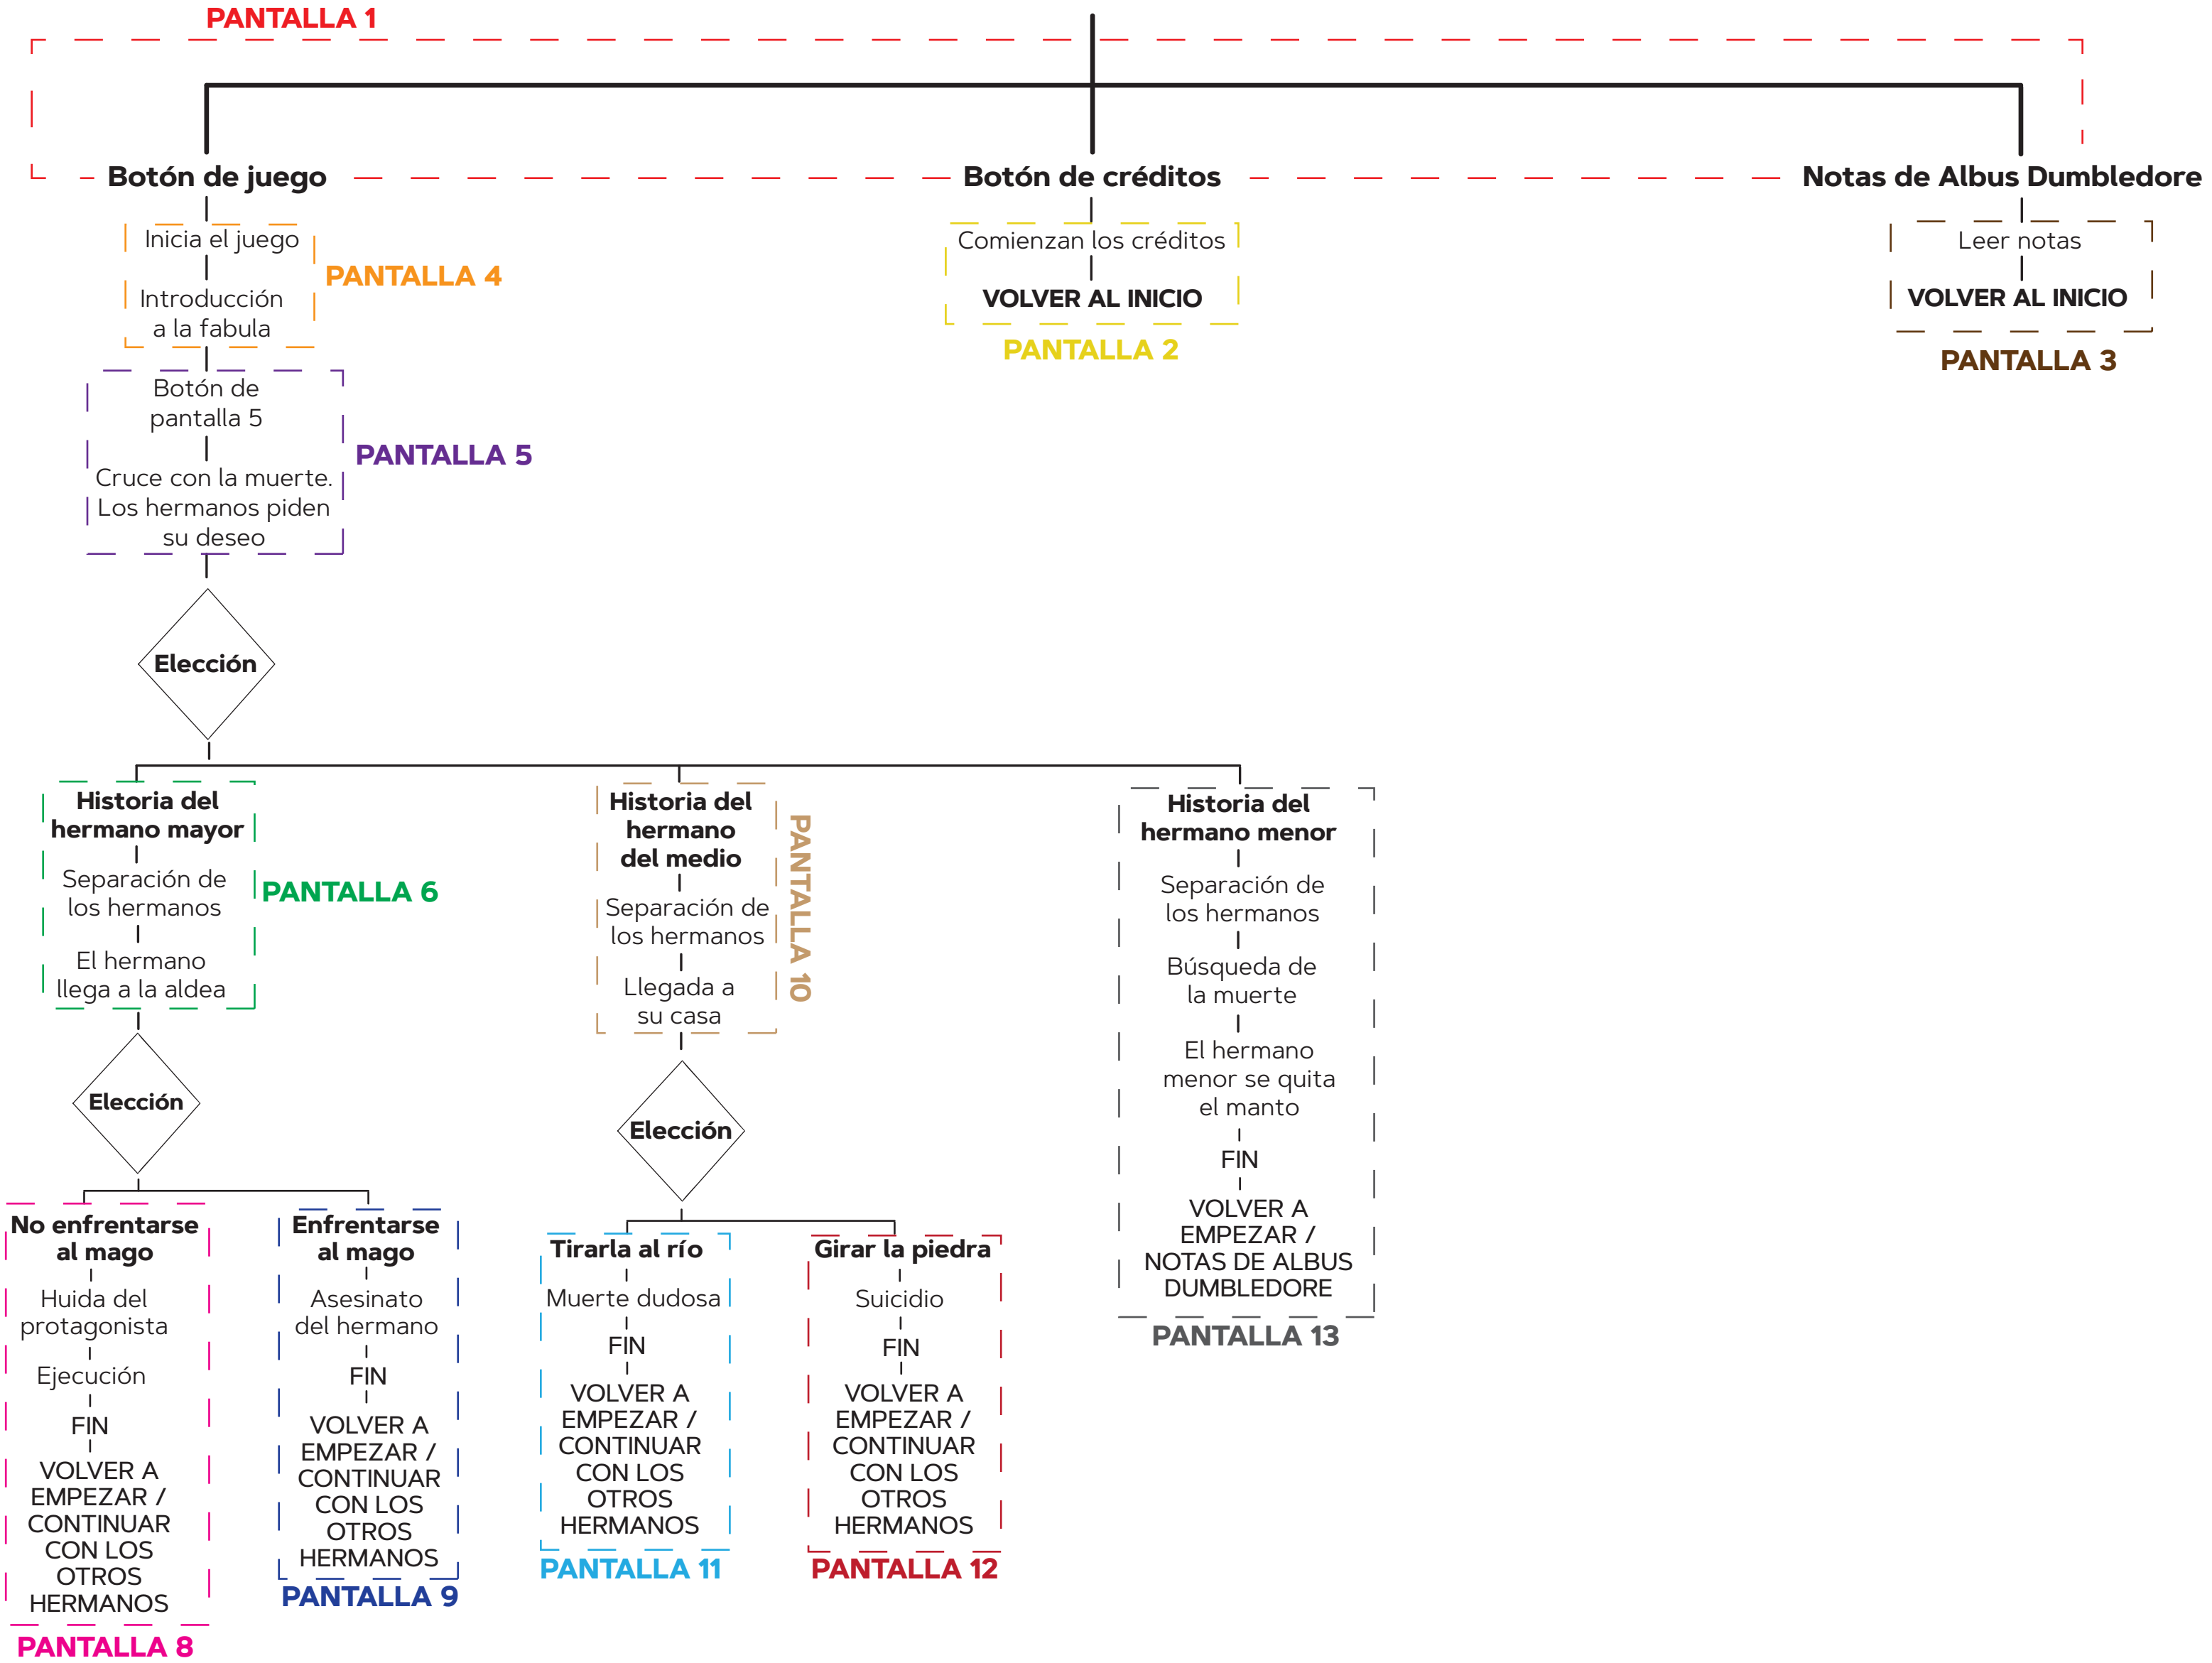 PANTALLA 1
Botón de juego
Botón de créditos
Notas de Albus Dumbledore
Inicia el juego
Introducción
a la fabula
PANTALLA 4
Comienzan los créditos
VOLVER AL INICIO
PANTALLA 2
Leer notas
VOLVER AL INICIO
PANTALLA 3
Botón de
pantalla 5
Cruce con la muerte.
Los hermanos piden
su deseo
PANTALLA 5
Elección
Historia del
hermano mayor
Separación de
los hermanos
El hermano
llega a la aldea
PANTALLA 6
Historia del
hermano
del medio
Separación de
los hermanos
Llegada a
su casa
PANTALLA 10
Historia del
hermano menor
Separación de
los hermanos
Búsqueda de
la muerte
El hermano
menor se quita
el manto
FIN
VOLVER A
EMPEZAR /
NOTAS DE ALBUS
DUMBLEDORE
PANTALLA 13
Elección
Elección
No enfrentarse
al mago
Huida del
protagonista
Ejecución
FIN
VOLVER A
EMPEZAR /
CONTINUAR
CON LOS
OTROS
HERMANOS
PANTALLA 8
Enfrentarse
al mago
Asesinato
del hermano
FIN
VOLVER A
EMPEZAR /
CONTINUAR
CON LOS
OTROS
HERMANOS
PANTALLA 9
Tirarla al río
Muerte dudosa
FIN
VOLVER A
EMPEZAR /
CONTINUAR
CON LOS
OTROS
HERMANOS
PANTALLA 11
Girar la piedra
Suicidio
FIN
VOLVER A
EMPEZAR /
CONTINUAR
CON LOS
OTROS
HERMANOS
PANTALLA 12